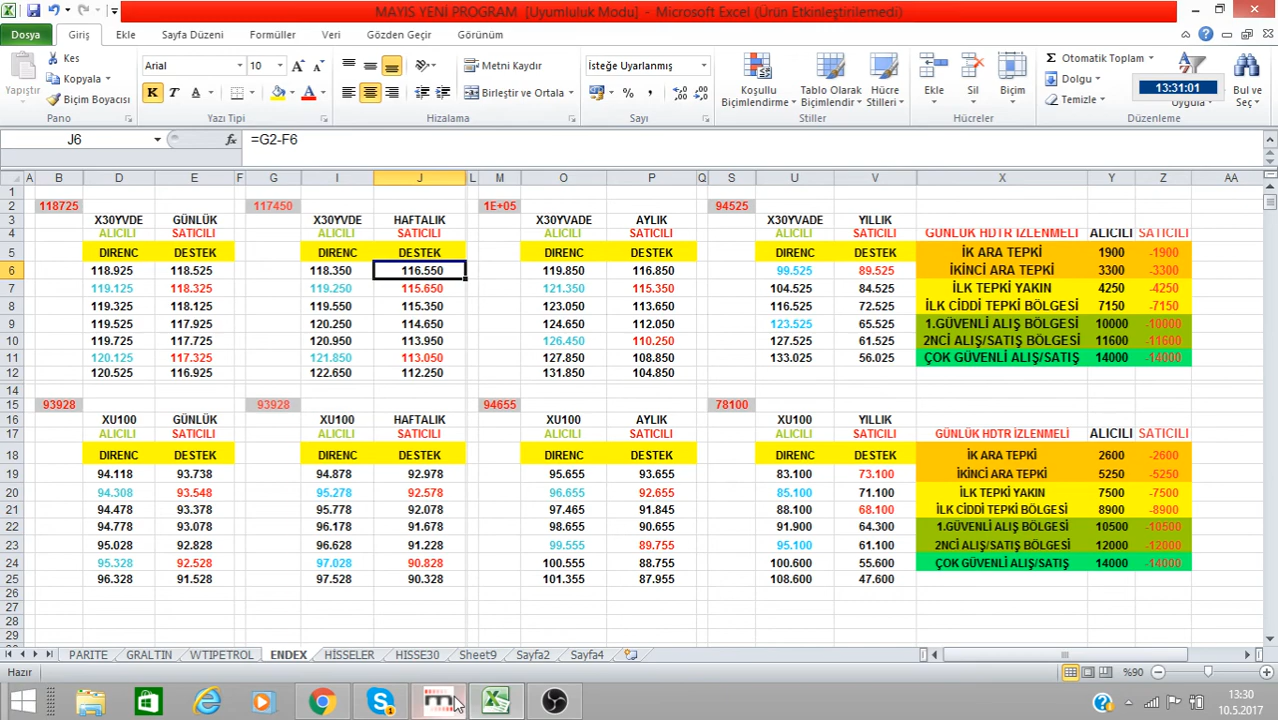 MAYIS YENİ PROGRAM [Uyumluluk Modu] - Microsoft Excel (Ürün Etkinleştirilemedi)
Dosya Giriş Ekle Sayfa Düzeni Formüller Veri Gözden Geçir Görünüm
Yapıştır Kes Kopyala Biçim Boyacısı
Arial 10 Metni Kaydır İsteğe Uyarlanmış
K T A Birleştir ve Ortala % ,
Koşullu Biçimlendirme Tablo Olarak Biçimlendir Hücre Stilleri Ekle Sil Biçim
Otomatik Toplam Dolgu Temizle Uygula Bul ve Seç
13:31:01
Pano Yazı Tipi Hizalama Sayı Stiller Hücreler Düzenleme
J6 fx =G2-F6
A B D E F G I J L M O P Q S U V X Y Z AA
1
2 118725 117450 1E+05 94525
3 X30YVDE GÜNLÜK X30YVDE HAFTALIK X30YVADE AYLIK X30YVADE YILLIK
4 ALICILI SATICILI ALICILI SATICILI ALICILI SATICILI ALICILI SATICILI GÜNLÜK HDTR İZLENMELİ ALICILI SATICILI
5 DIRENC DESTEK DIRENC DESTEK DIRENC DESTEK DIRENC DESTEK İK ARA TEPKİ 1900 -1900
6 118.925 118.525 118.350 116.550 119.850 116.850 99.525 89.525 İKİNCİ ARA TEPKİ 3300 -3300
7 119.125 118.325 119.250 115.650 121.350 115.350 104.525 84.525 İLK TEPKİ YAKIN 4250 -4250
8 119.325 118.125 119.550 115.350 123.050 113.650 116.525 72.525 İLK CİDDİ TEPKİ BÖLGESİ 7150 -7150
9 119.525 117.925 120.250 114.650 124.650 112.050 123.525 65.525 1.GÜVENLİ ALIŞ BÖLGESİ 10000 -10000
10 119.725 117.725 120.950 113.950 126.450 110.250 127.525 61.525 2NCİ ALIŞ/SATIŞ BÖLGESİ 11600 -11600
11 120.125 117.325 121.850 113.050 127.850 108.850 133.025 56.025 ÇOK GÜVENLİ ALIŞ/SATIŞ 14000 -14000
12 120.525 116.925 122.650 112.250 131.850 104.850
14
15 93928 93928 94655 78100
16 XU100 GÜNLÜK XU100 HAFTALIK XU100 AYLIK XU100 YILLIK
17 ALICILI SATICILI ALICILI SATICILI ALICILI SATICILI ALICILI SATICILI GÜNLÜK HDTR İZLENMELİ ALICILI SATICILI
18 DIRENC DESTEK DIRENC DESTEK DIRENC DESTEK DIRENC DESTEK İK ARA TEPKİ 2600 -2600
19 94.118 93.738 94.878 92.978 95.655 93.655 83.100 73.100 İKİNCİ ARA TEPKİ 5250 -5250
20 94.308 93.548 95.278 92.578 96.655 92.655 85.100 71.100 İLK TEPKİ YAKIN 7500 -7500
21 94.478 93.378 95.778 92.078 97.465 91.845 88.100 68.100 İLK CİDDİ TEPKİ BÖLGESİ 8900 -8900
22 94.778 93.078 96.178 91.678 98.655 90.655 91.900 64.300 1.GÜVENLİ ALIŞ BÖLGESİ 10500 -10500
23 95.028 92.828 96.628 91.228 99.555 89.755 95.100 61.100 2NCİ ALIŞ/SATIŞ BÖLGESİ 12000 -12000
24 95.328 92.528 97.028 90.828 100.555 88.755 100.600 55.600 ÇOK GÜVENLİ ALIŞ/SATIŞ 14000 -14000
25 96.328 91.528 97.528 90.328 101.355 87.955 108.600 47.600
26
27
28
29
PARITE GRALTIN WTIPETROL ENDEX HİSSELER HISSE30 Sheet9 Sayfa2 Sayfa4
Hazır %90
13:30
10.5.2017